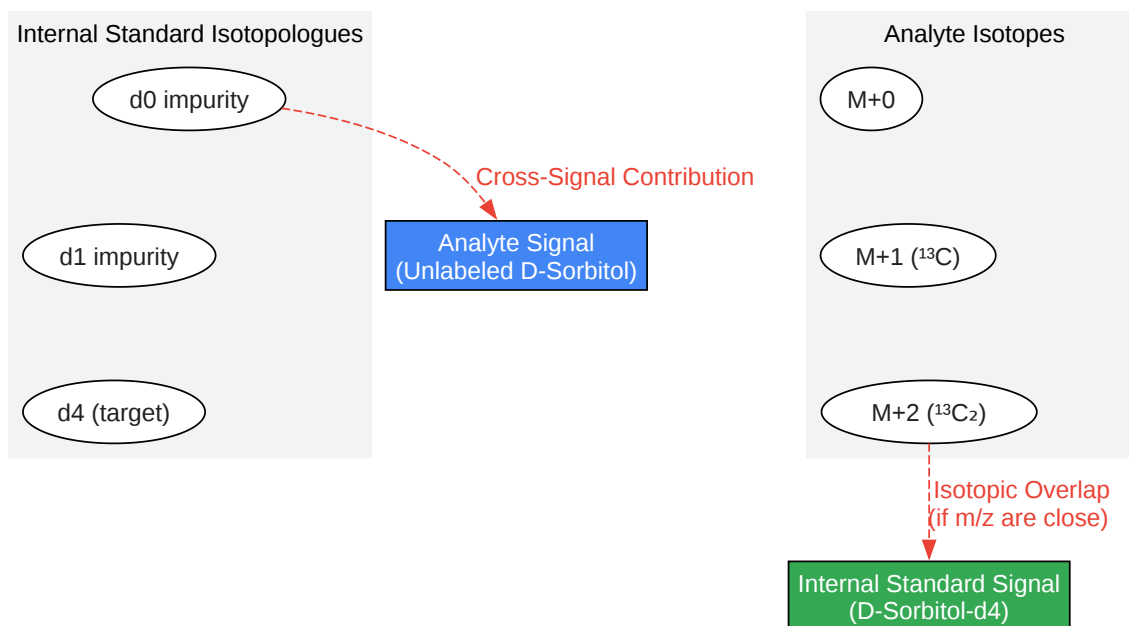 Internal Standard Isotopologues
d0 impurity
d1 impurity
d4 (target)
Cross-Signal Contribution
Analyte Signal
(Unlabeled D-Sorbitol)
Analyte Isotopes
M+0
M+1 (¹³C)
M+2 (¹³C₂)
Isotopic Overlap
(if m/z are close)
Internal Standard Signal
(D-Sorbitol-d4)